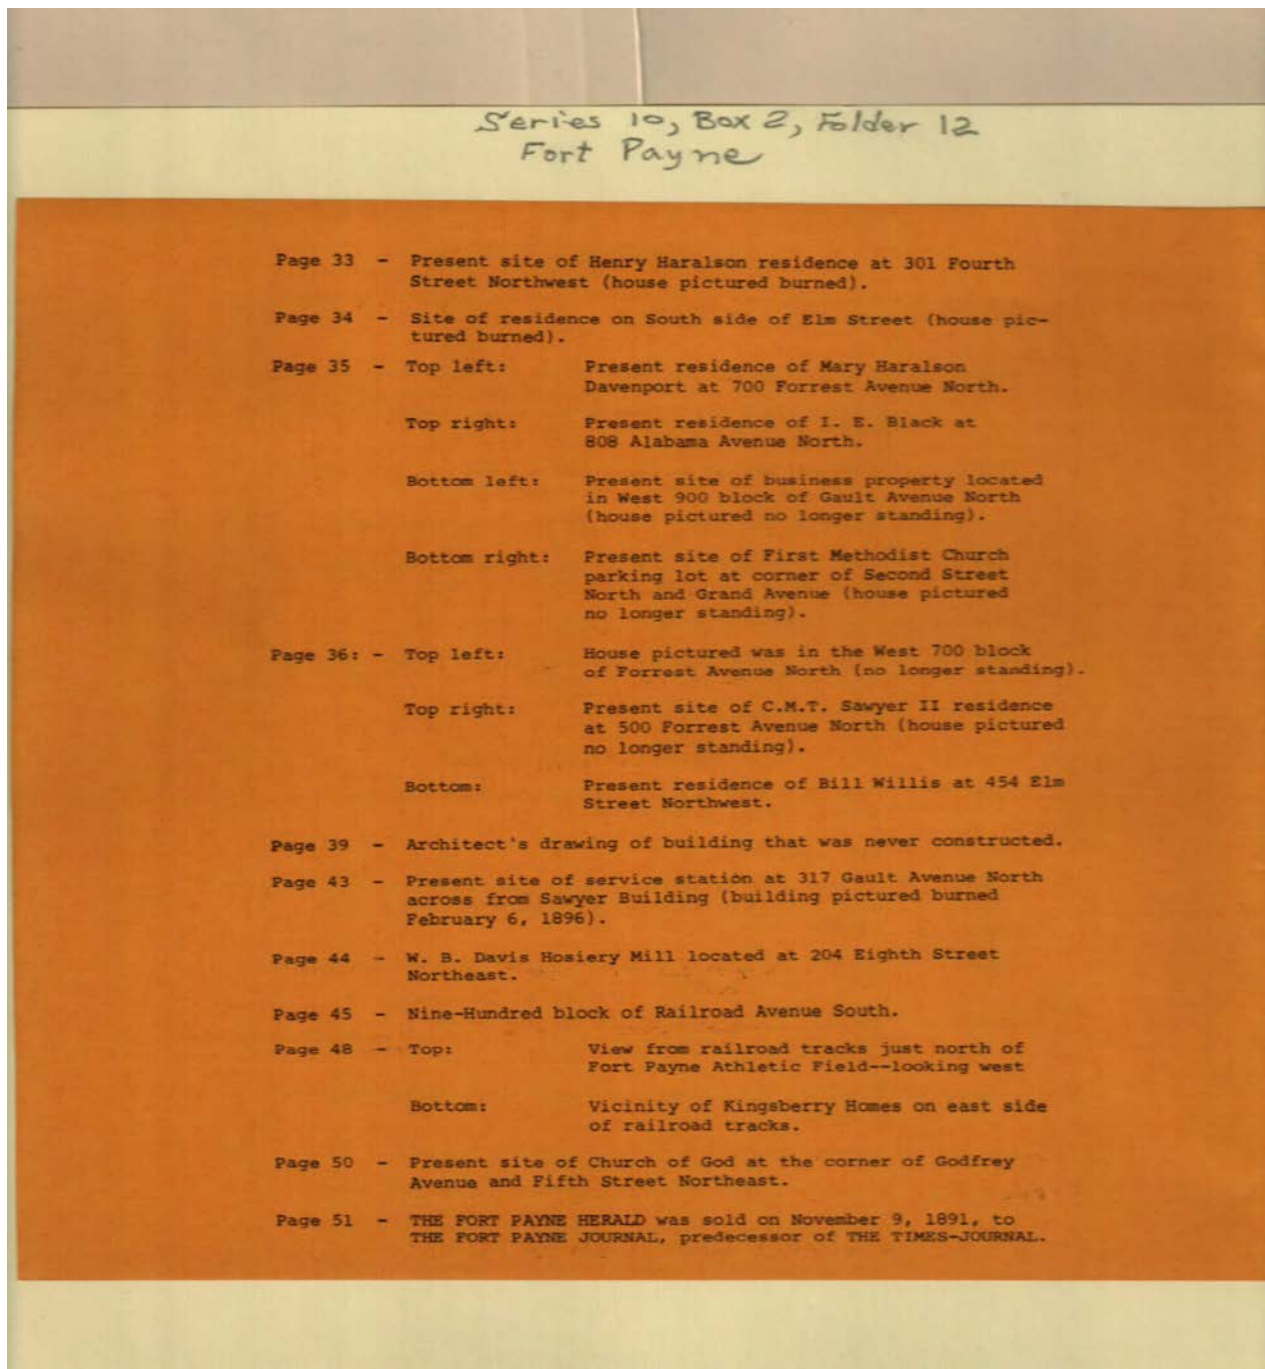 Series 10, Box 2, Folder 12
Fort Payne
Page 33 - Present site of Henry Haralson residence at 301 Fourth
Street Northwest (house pictured burned).
Page 34 - Site of residence on South side of Elm Street (house pic-
tured burned).
Page 35 - Top left: Present residence of Mary Haralson
Davenport at 700 Forrest Avenue North.
Top right: Present residence of I. E. Black at
808 Alabama Avenue North.
Bottom left: Present site of business property located
in West 900 block of Gault Avenue North
(house pictured no longer standing).
Bottom right: Present site of First Methodist Church
parking lot at corner of Second Street
North and Grand Avenue (house pictured
no longer standing).
Page 36: - Top left: House pictured was in the West 700 block
of Forrest Avenue North (no longer standing).
Top right: Present site of C.M.T. Sawyer II residence
at 500 Forrest Avenue North (house pictured
no longer standing).
Bottom: Present residence of Bill Willis at 454 Elm
Street Northwest.
Page 39 - Architect's drawing of building that was never constructed.
Page 43 - Present site of service station at 317 Gault Avenue North
across from Sawyer Building (building pictured burned
February 6, 1896).
Page 44 - W. B. Davis Hosiery Mill located at 204 Eighth Street
Northeast.
Page 45 - Nine-Hundred block of Railroad Avenue South.
Page 48 - Top: View from railroad tracks just north of
Fort Payne Athletic Field--looking west
Bottom: Vicinity of Kingsberry Homes on east side
of railroad tracks.
Page 50 - Present site of Church of God at the corner of Godfrey
Avenue and Fifth Street Northeast.
Page 51 - THE FORT PAYNE HERALD was sold on November 9, 1891, to
THE FORT PAYNE JOURNAL, predecessor of THE TIMES-JOURNAL.